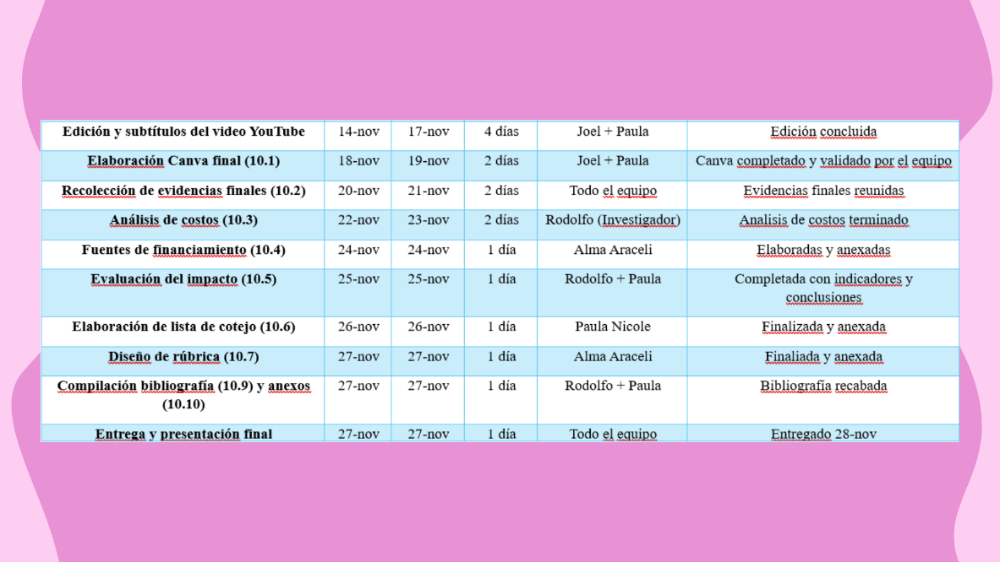 Edición y subtítulos del video YouTube 14-nov 17-nov 4 días Joel + Paula Edición concluida
Elaboración Canva final (10.1) 18-nov 19-nov 2 días Joel + Paula Canva completado y validado por el equipo
Recolección de evidencias finales (10.2) 20-nov 21-nov 2 días Todo el equipo Evidencias finales reunidas
Análisis de costos (10.3) 22-nov 23-nov 2 días Rodolfo (Investigador) Analisis de costos terminado
Fuentes de financiamiento (10.4) 24-nov 24-nov 1 día Alma Araceli Elaboradas y anexadas
Evaluación del impacto (10.5) 25-nov 25-nov 1 día Rodolfo + Paula Completada con indicadores y
conclusiones
Elaboración de lista de cotejo (10.6) 26-nov 26-nov 1 día Paula Nicole Finalizada y anexada
Diseño de rúbrica (10.7) 27-nov 27-nov 1 día Alma Araceli Finaliada y anexada
Compilación bibliografía (10.9) y anexos 27-nov 27-nov 1 día Rodolfo + Paula Bibliografía recabada
(10.10)
Entrega y presentación final 27-nov 27-nov 1 día Todo el equipo Entregado 28-nov